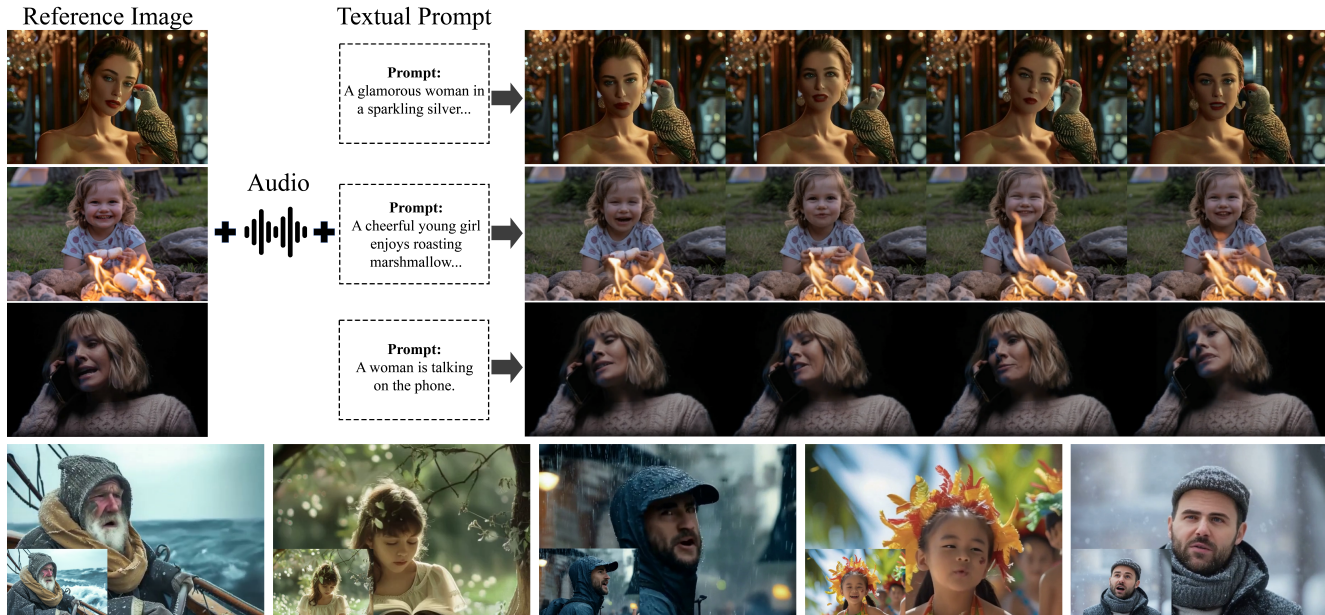 Reference Image
Textual Prompt
Prompt:
A glamorous woman in
a sparkling silver...
Audio
Prompt:
A cheerful young girl
enjoys roasting
marshmallow...
Prompt:
A woman is talking
on the phone.